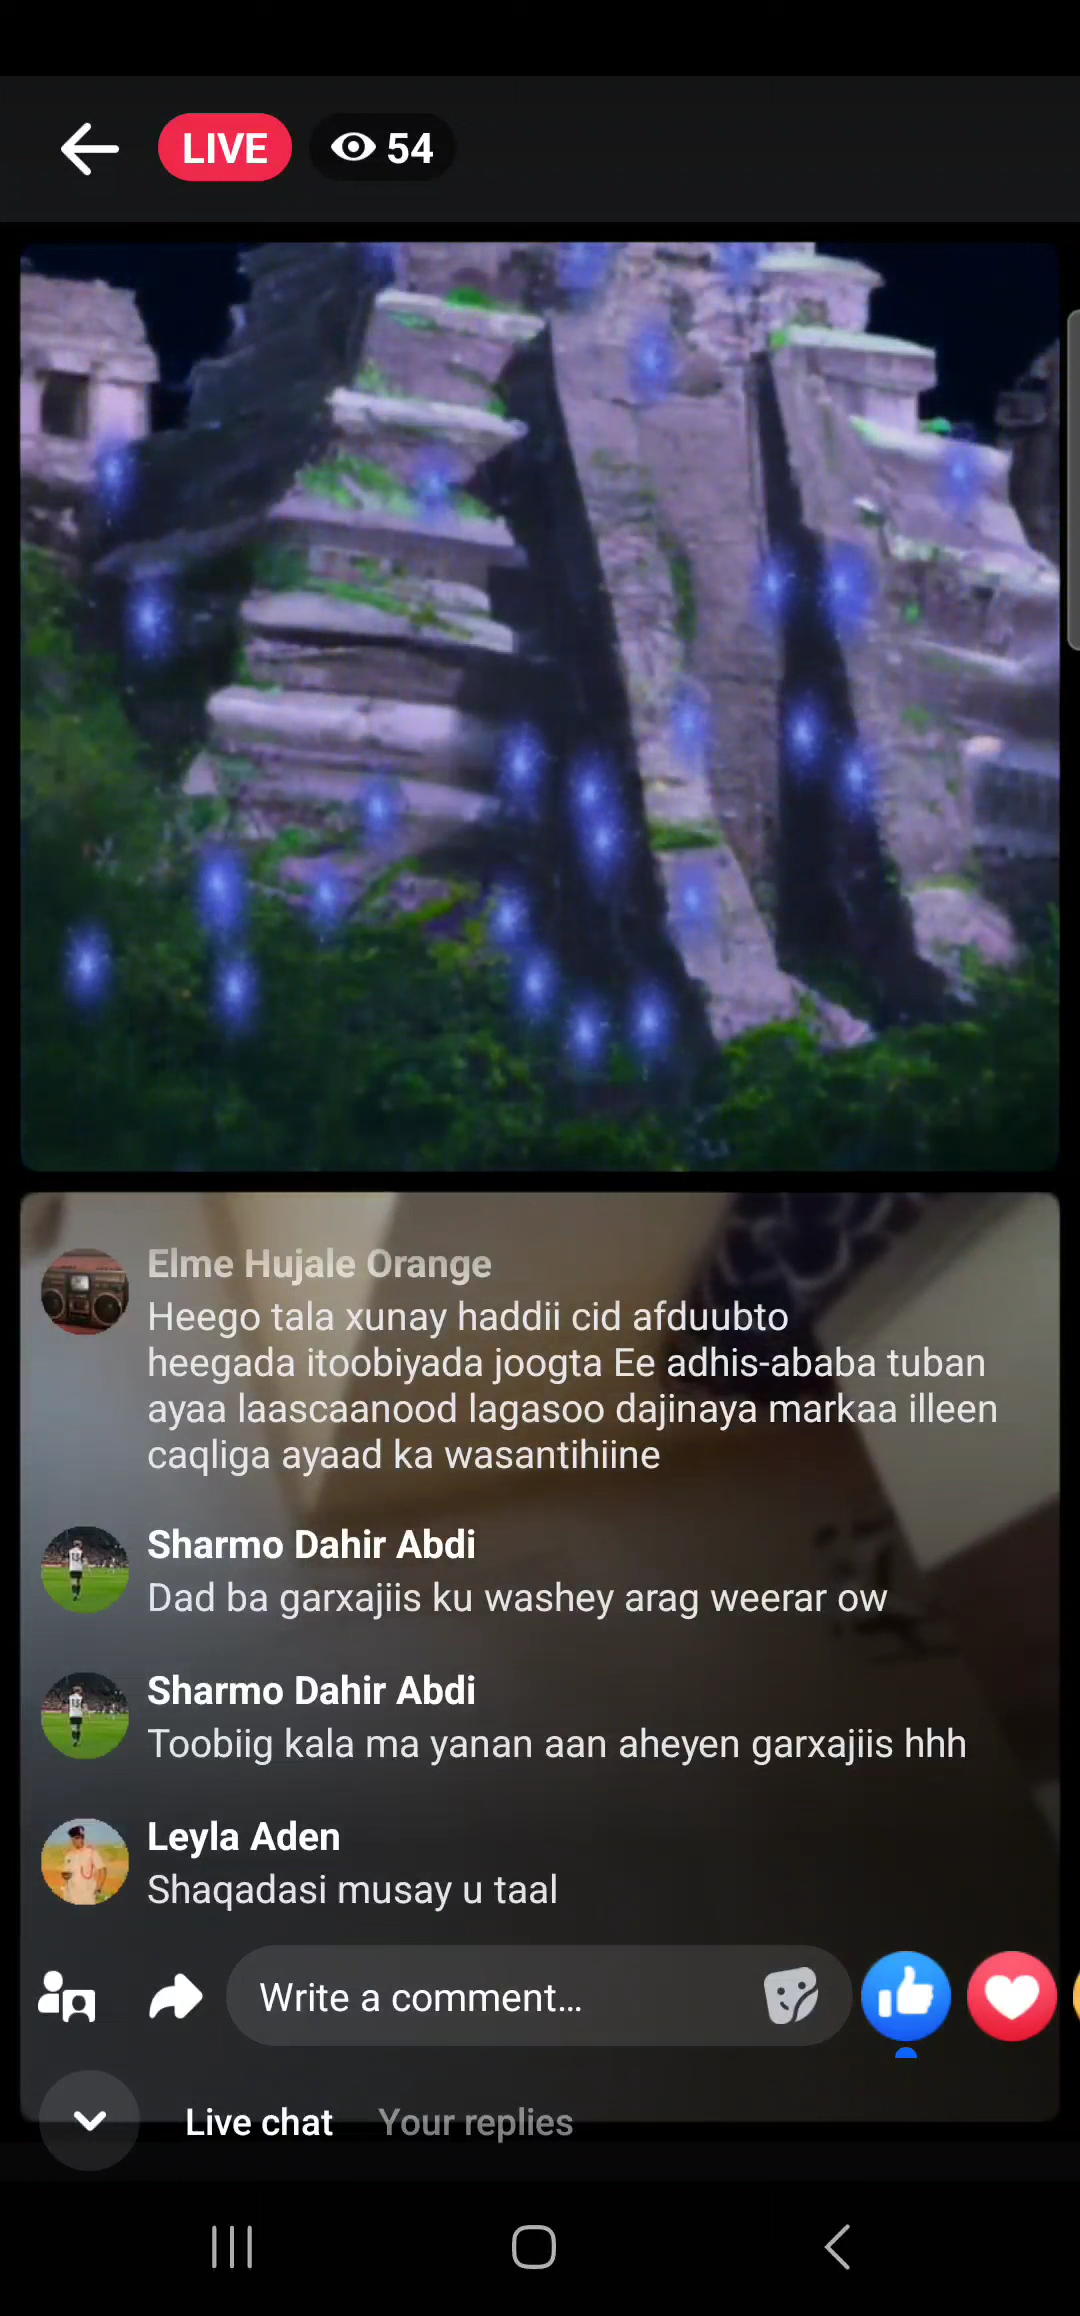 LIVE
54
Elme Hujale Orange
Heego tala xunay haddii cid afduubto
heegada itoobiyada joogta Ee adhis-ababa tuban
ayaa laascaanood lagasoo dajinaya markaa illeen
caqliga ayaad ka wasantihiine
Sharmo Dahir Abdi
Dad ba garxajiis ku washey arag weerar ow
Sharmo Dahir Abdi
Toobiig kala ma yanan aan aheyen garxajiis hhh
Leyla Aden
Shaqadasi musay u taal
Write a comment...
Live chat Your replies